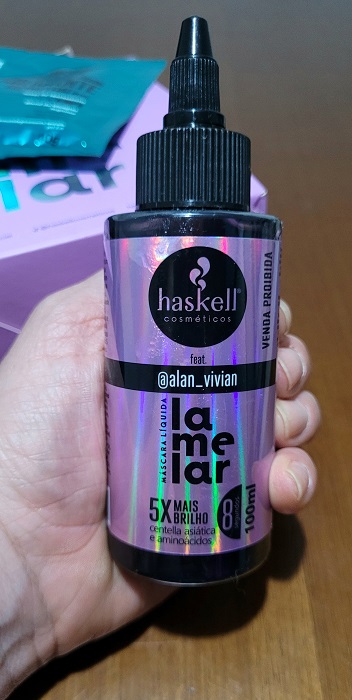 haskell
cosméticos
VENDA PROIBIDA
feat.
@alan_vivian
MÁSCARA LÍQUIDA
la
me
lar
5X MAIS
BRILHO
8
100ml
centella asiática
e aminoácidos
lar